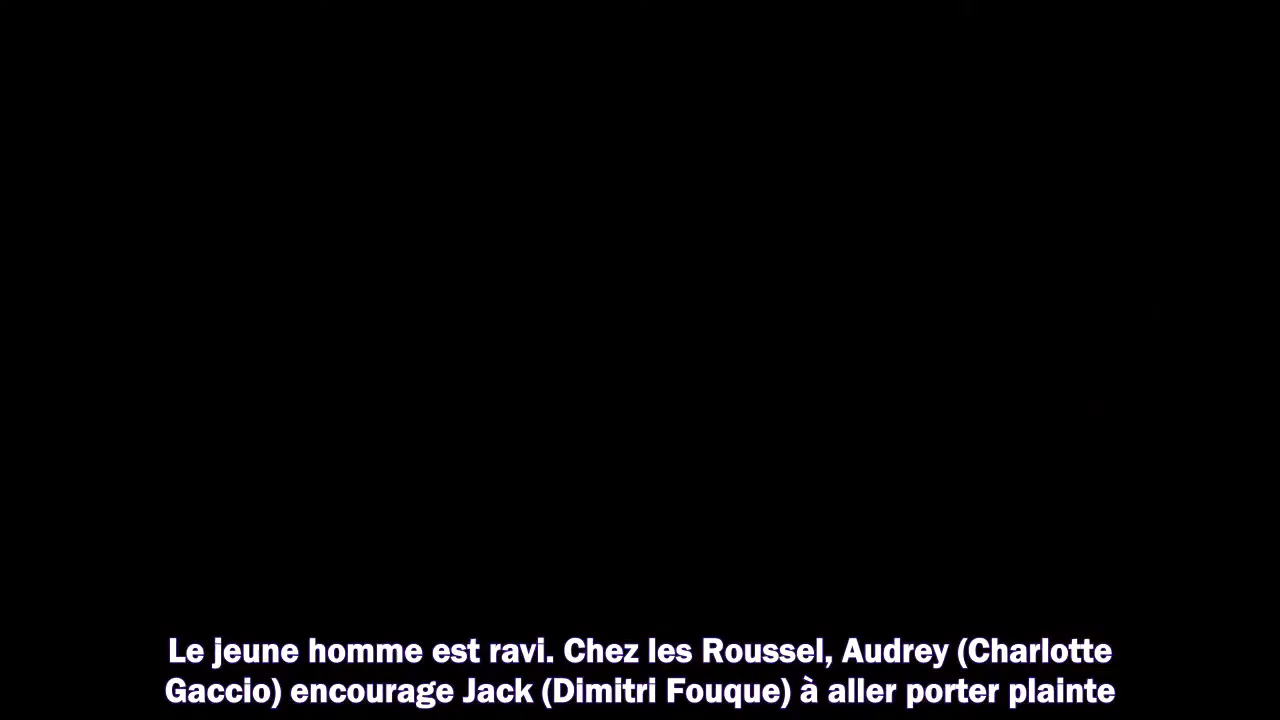 Le jeune homme est ravi. Chez les Roussel, Audrey (Charlotte
Gaccio) encourage Jack (Dimitri Fouque) à aller porter plainte